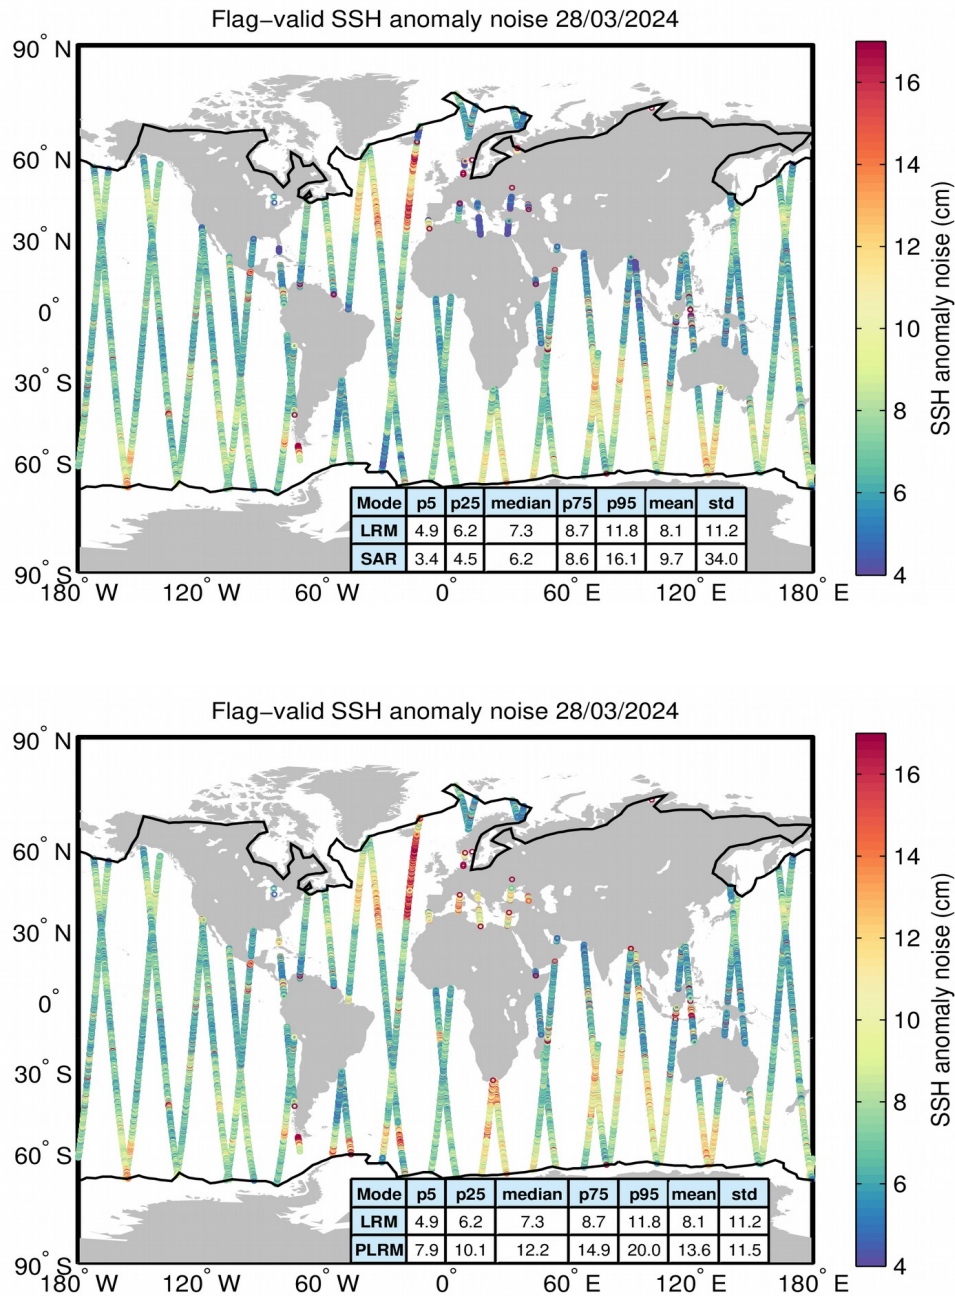 Flag−valid SSH anomaly noise 28/03/2024
90° N
60° N
30° N
0°
30° S
60° S
90° S
180° W
120° W
60° W
0°
60° E
120° E
180° E
Mode p5 p25 median p75 p95 mean std
LRM 4.9 6.2 7.3 8.7 11.8 8.1 11.2
SAR 3.4 4.5 6.2 8.6 16.1 9.7 34.0
16
14
12
10
8
6
4
SSH anomaly noise (cm)
Flag−valid SSH anomaly noise 28/03/2024
90° N
60° N
30° N
0°
30° S
60° S
90° S
180° W
120° W
60° W
0°
60° E
120° E
180° E
Mode p5 p25 median p75 p95 mean std
LRM 4.9 6.2 7.3 8.7 11.8 8.1 11.2
PLRM 7.9 10.1 12.2 14.9 20.0 13.6 11.5
16
14
12
10
8
6
4
SSH anomaly noise (cm)